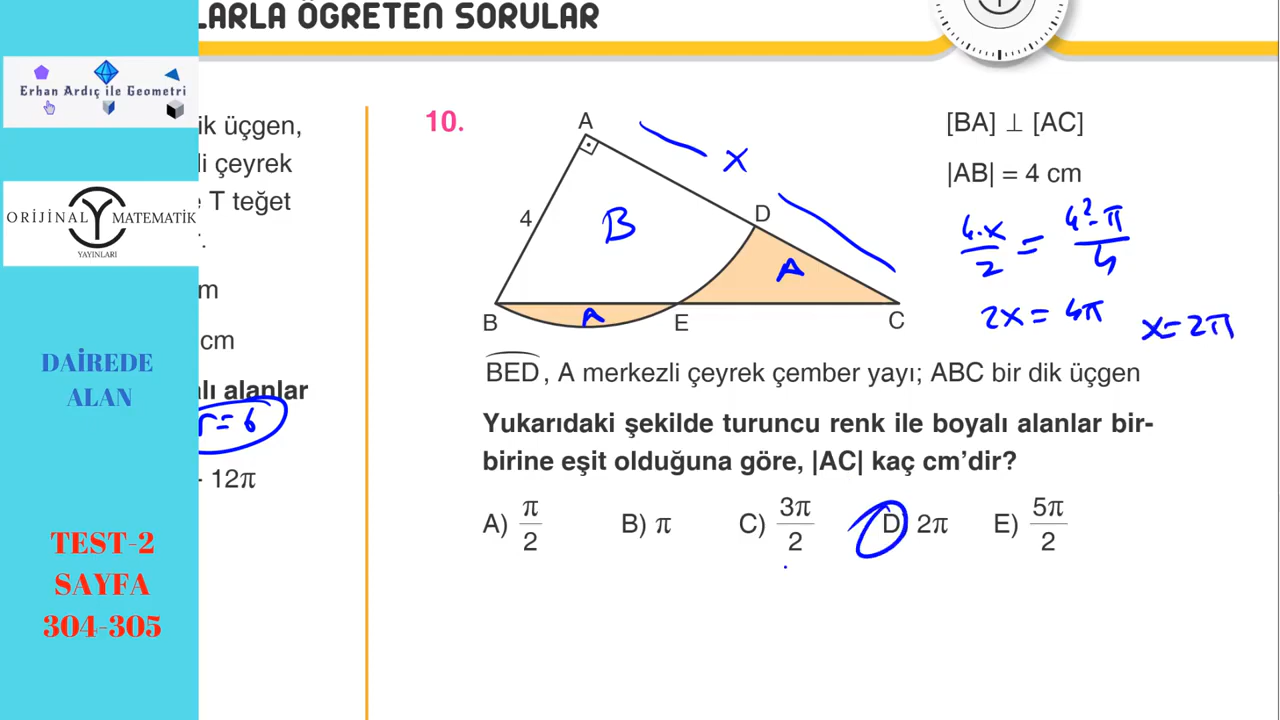 LARLA ÖĞRETEN SORULAR
Erhan Ardıç ile Geometri
ORİJİNAL MATEMATİK
YAYINLARI
DAİREDE
ALAN
TEST-2
SAYFA
304-305
ik üçgen,
li çeyrek
e T teğet
r.
m
cm
lı alanlar
r=6
- 12π
10.
A
x
4
B
D
A
A
B
E
C
[BA] ⊥ [AC]
|AB| = 4 cm
4.x/2 = 4².π/4
2x = 4π
x=2π
BED, A merkezli çeyrek çember yayı; ABC bir dik üçgen
Yukarıdaki şekilde turuncu renk ile boyalı alanlar bir-
birine eşit olduğuna göre, |AC| kaç cm'dir?
A) π/2 B) π C) 3π/2 D) 2π E) 5π/2